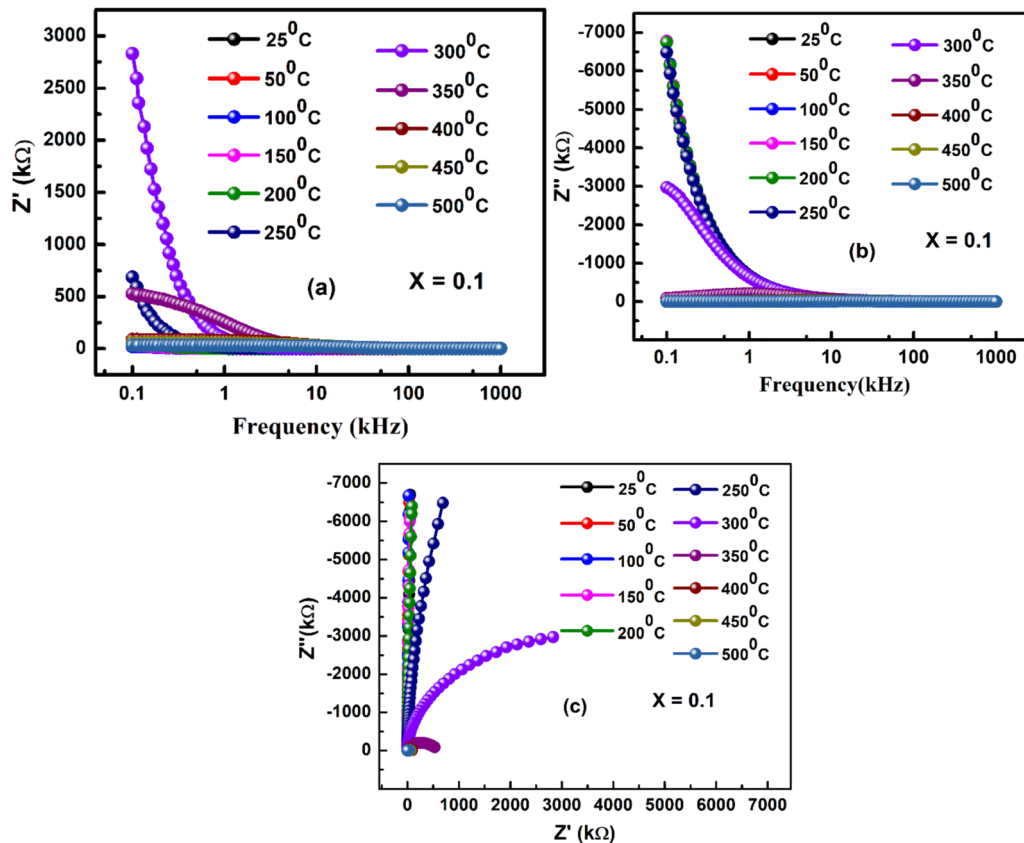 3000
2500
2000
1500
1000
500
0
Z' (kΩ)
0.1 1 10 100 1000
Frequency (kHz)
25⁰C
50⁰C
100⁰C
150⁰C
200⁰C
250⁰C
300⁰C
350⁰C
400⁰C
450⁰C
500⁰C
(a)
X = 0.1
-7000
-6000
-5000
-4000
-3000
-2000
-1000
0
Z'' (kΩ)
0.1 1 10 100 1000
Frequency(kHz)
25⁰C
50⁰C
100⁰C
150⁰C
200⁰C
250⁰C
300⁰C
350⁰C
400⁰C
450⁰C
500⁰C
(b)
X = 0.1
-7000
-6000
-5000
-4000
-3000
-2000
-1000
0
Z''(kΩ)
0 1000 2000 3000 4000 5000 6000 7000
Z' (kΩ)
25⁰C
50⁰C
100⁰C
150⁰C
200⁰C
250⁰C
300⁰C
350⁰C
400⁰C
450⁰C
500⁰C
(c)
X = 0.1